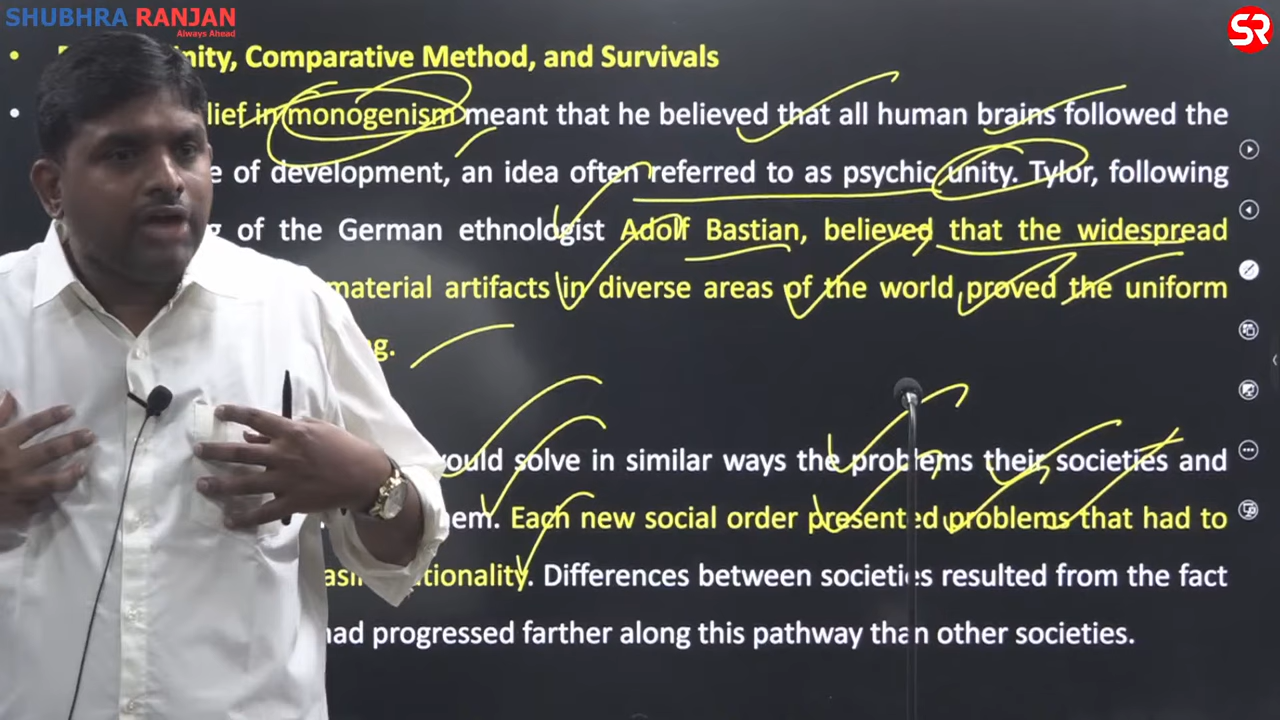 SHUBHRA RANJAN
Always Ahead
SR
• nity, Comparative Method, and Survivals
• lief in monogenism meant that he believed that all human brains followed the
e of development, an idea often referred to as psychic unity. Tylor, following
g of the German ethnologist Adolf Bastian, believed that the widespread
material artifacts in diverse areas of the world proved the uniform
g.
would solve in similar ways the problems their societies and
hem. Each new social order presented problems that had to
tionality. Differences between societies resulted from the fact
had progressed farther along this pathway than other societies.